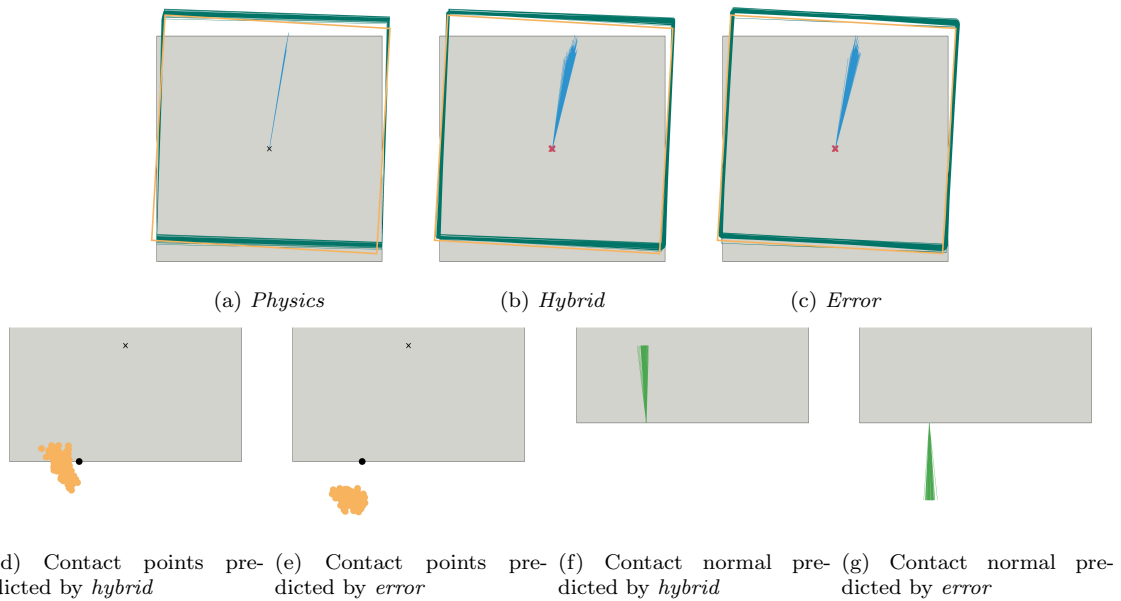 (a) Physics
(b) Hybrid
(c) Error
d) Contact points pre-
dicted by hybrid
(e) Contact points pre-
dicted by error
(f) Contact normal pre-
dicted by hybrid
(g) Contact normal pre-
dicted by error